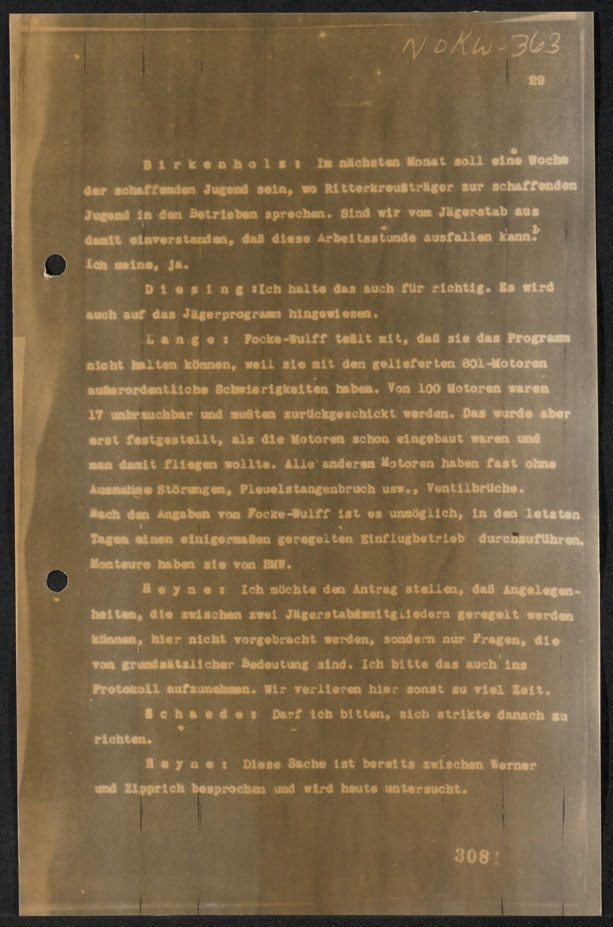 NOKW-363
29
Birkenholz: Im nächsten Monat soll eine Woche
der schaffenden Jugend sein, wo Ritterkreuzträger zur schaffenden
Jugend in den Betrieben sprechen. Sind wir vom Jägerstab aus
damit einverstanden, daß diese Arbeitsstunde ausfallen kann?
Ich meine, ja.
Diesing: Ich halte das auch für richtig. Es wird
auch auf das Jägerprogramm hingewiesen.
Lange: Focke-Wulff teilt mit, daß sie das Programm
nicht halten können, weil sie mit den gelieferten 801-Motoren
außerordentliche Schwierigkeiten haben. Von 100 Motoren waren
17 unbrauchbar und mußten zurückgeschickt werden. Das wurde aber
erst festgestellt, als die Motoren schon eingebaut waren und
man damit fliegen wollte. Alle anderen Motoren haben fast ohne
Ausnahme Störungen, Pleuelstangenbruch usw., Ventilbrüche.
Nach den Angaben von Focke-Wulff ist es unmöglich, in den letzten
Tagen einen einigermaßen geregelten Einflugbetrieb durchzuführen.
Monteure haben sie von BMW.
Heyne: Ich möchte den Antrag stellen, daß Angelegen-
heiten, die zwischen zwei Jägerstabsmitgliedern geregelt werden
können, hier nicht vorgebracht werden, sondern nur Fragen, die
von grundsätzlicher Bedeutung sind. Ich bitte das auch ins
Protokoll aufzunehmen. Wir verlieren hier sonst zu viel Zeit.
Schaede: Darf ich bitten, sich strikte danach zu
richten.
Heyne: Diese Sache ist bereits zwischen Werner
und Zipprich besprochen und wird heute untersucht.
3081